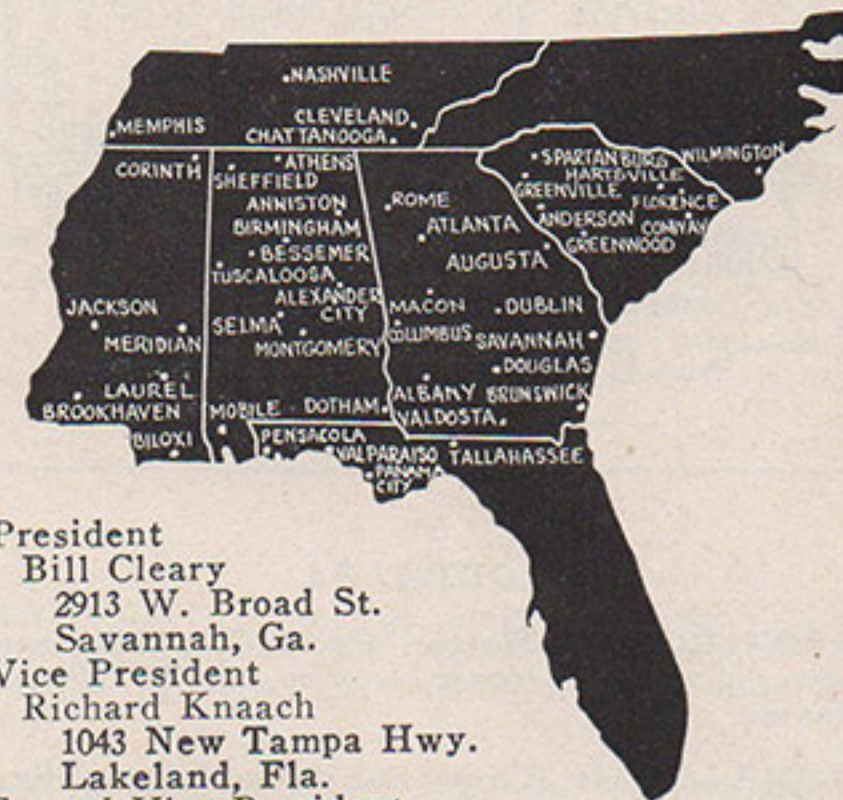 NASHVILLE
CLEVELAND
MEMPHIS
CHATTANOOGA
CORINTH
ATHENS
SHEFFIELD
ANNISTON
BIRMINGHAM
BESSEMER
TUSCALOOSA
ALEXANDER
CITY
SELMA
MONTGOMERY
JACKSON
MERIDIAN
LAUREL
BROOKHAVEN
BILOXI
MOBILE
DOTHAM
ROME
ATLANTA
AUGUSTA
MACON
DUBLIN
COLUMBUS
SAVANNAH
DOUGLAS
ALBANY
BRUNSWICK
VALDOSTA
SPARTANBURG
WILMINGTON
HARTSVILLE
GREENVILLE
FLORENCE
ANDERSON
CONWAY
GREENWOOD
PENSACOLA
VALPARAISO
TALLAHASSEE
PANAMA
CITY
President
Bill Cleary
2913 W. Broad St.
Savannah, Ga.
Vice President
Richard Knaach
1043 New Tampa Hwy.
Lakeland, Fla.